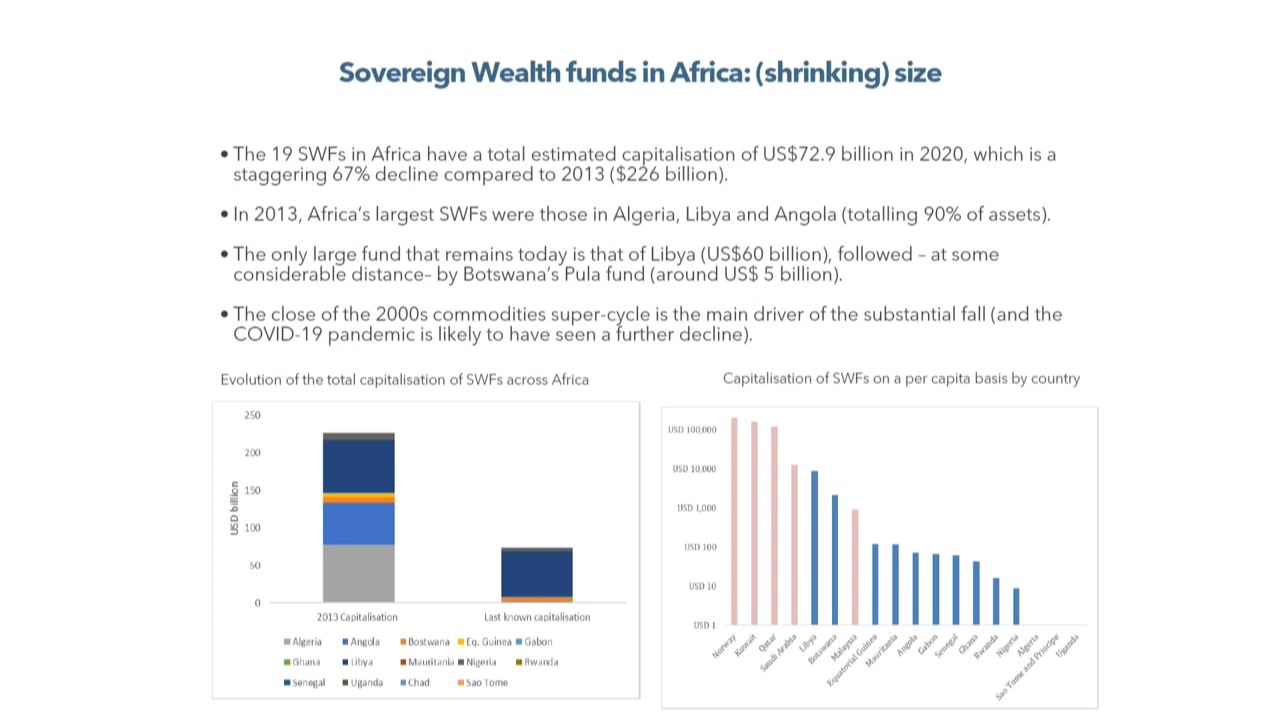 Sovereign Wealth funds in Africa: (shrinking) size
• The 19 SWFs in Africa have a total estimated capitalisation of US$72.9 billion in 2020, which is a
staggering 67% decline compared to 2013 ($226 billion).
• In 2013, Africa's largest SWFs were those in Algeria, Libya and Angola (totalling 90% of assets).
• The only large fund that remains today is that of Libya (US$60 billion), followed – at some
considerable distance– by Botswana's Pula fund (around US$ 5 billion).
• The close of the 2000s commodities super-cycle is the main driver of the substantial fall (and the
COVID-19 pandemic is likely to have seen a further decline).
Evolution of the total capitalisation of SWFs across Africa
250
200
150
100
50
0
USD billion
2013 Capitalisation
Last known capitalisation
Algeria
Angola
Bostwana
Eq. Guinea
Gabon
Ghana
Libya
Mauritania
Nigeria
Rwanda
Senegal
Uganda
Chad
Sao Tome
Capitalisation of SWFs on a per capita basis by country
USD 100,000
USD 10,000
USD 1,000
USD 100
USD 10
USD 1
Norway
Kuwait
Qatar
Saudi Arabia
Libya
Botswana
Malaysia
Equatorial Guinea
Mauritania
Angola
Gabon
Senegal
Ghana
Rwanda
Nigeria
Algeria
Sao Tome and Principe
Uganda